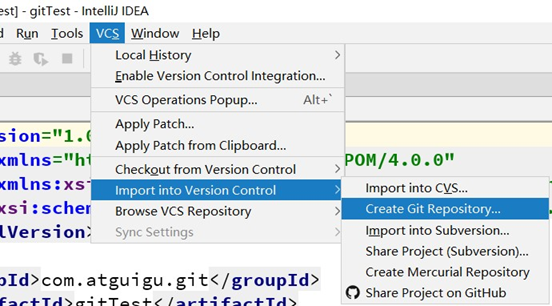 est] - gitTest - IntelliJ IDEA
d Run Tools VCS Window Help
Local History
Enable Version Control Integration...
VCS Operations Popup... Alt+`
Apply Patch...
Apply Patch from Clipboard...
Checkout from Version Control
Import into Version Control
Browse VCS Repository
Sync Settings
Import into CVS...
Create Git Repository...
Import into Subversion...
Share Project (Subversion)...
Create Mercurial Repository
Share Project on GitHub
sion="1.0
xmlns="ht POM/4.0.0"
xmlns:xs
xsi:schem
lVersion>
pId>com.atguigu.git</groupId>
factId>gitTest</artifactId>